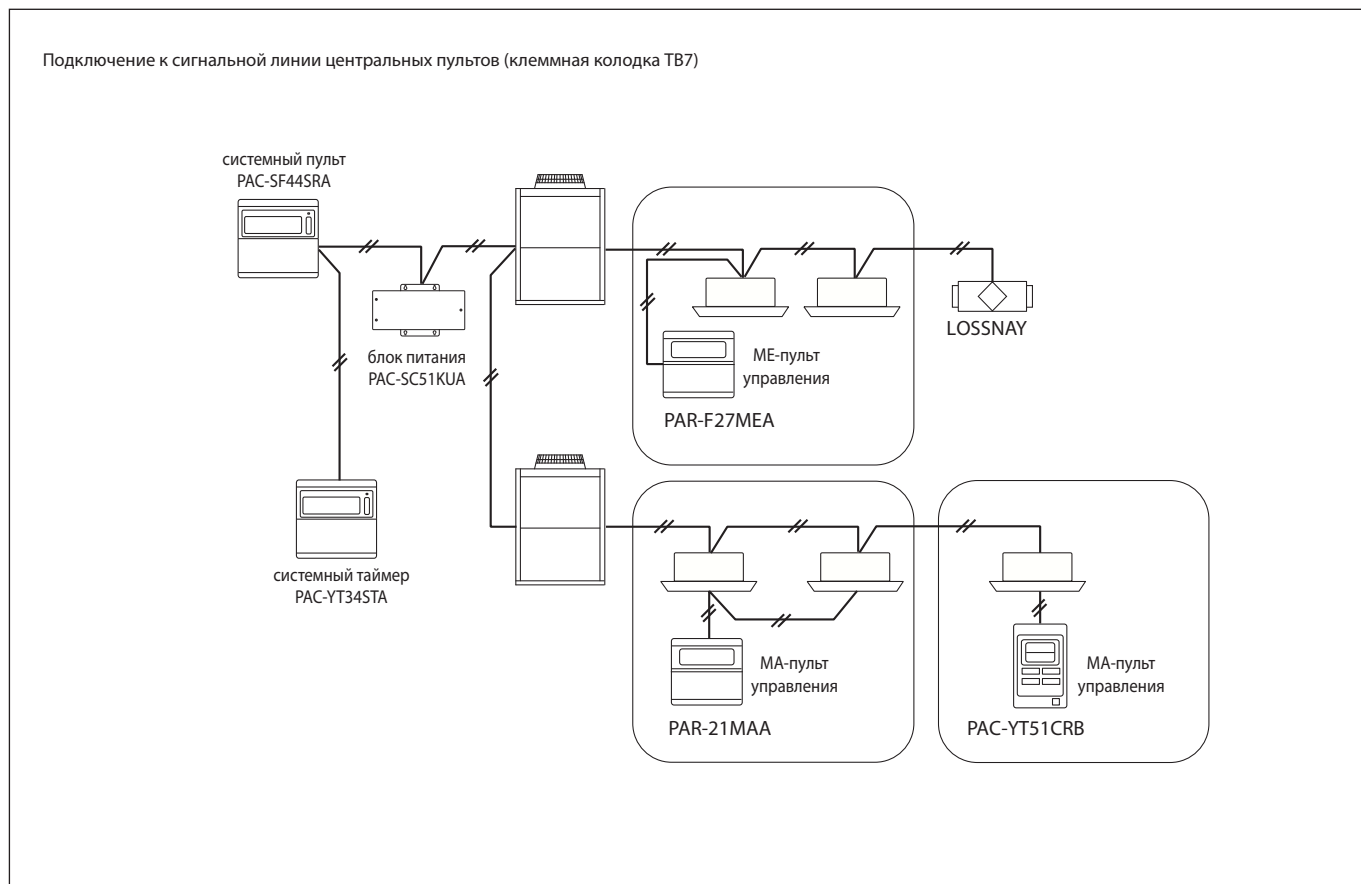 Подключение к сигнальной линии центральных пультов (клеммная колодка TB7)
системный пульт
PAC-SF44SRA
блок питания
PAC-SC51KUA
системный таймер
PAC-YT34STA
ME-пульт
управления
PAR-F27MEA
LOSSNAY
MA-пульт
управления
PAR-21MAA
MA-пульт
управления
PAC-YT51CRB